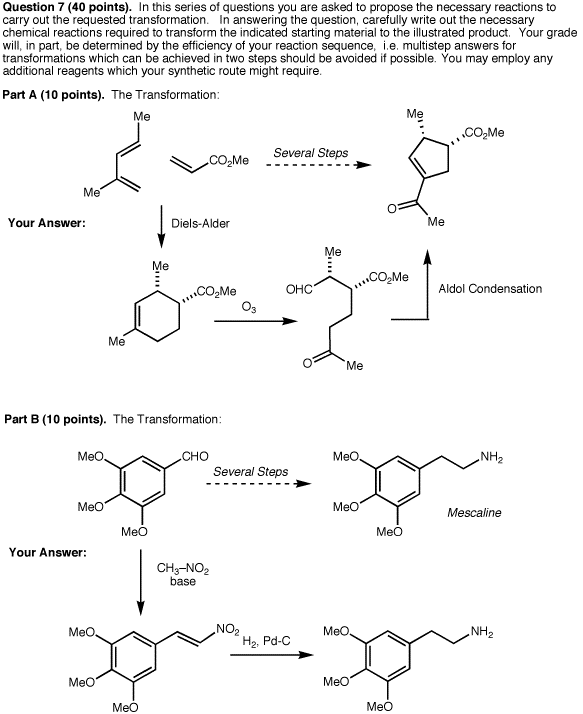 Question 7 (40 points). In this series of questions you are asked to propose the necessary reactions to
carry out the requested transformation. In answering the question, carefully write out the necessary
chemical reactions required to transform the indicated starting material to the illustrated product. Your grade
will, in part, be determined by the efficiency of your reaction sequence, i.e. multistep answers for
transformations which can be achieved in two steps should be avoided if possible. You may employ any
additional reagents which your synthetic route might require.
Part A (10 points). The Transformation:
Me
Me
CO2Me
Several Steps
Me
CO2Me
O
Me
Your Answer:
Diels-Alder
Me
CO2Me
Me
O3
Me
OHC
CO2Me
O
Me
Aldol Condensation
Part B (10 points). The Transformation:
MeO
CHO
MeO
MeO
Several Steps
MeO
NH2
MeO
MeO
Mescaline
Your Answer:
CH3–NO2
base
MeO
NO2
MeO
MeO
H2, Pd-C
MeO
NH2
MeO
MeO